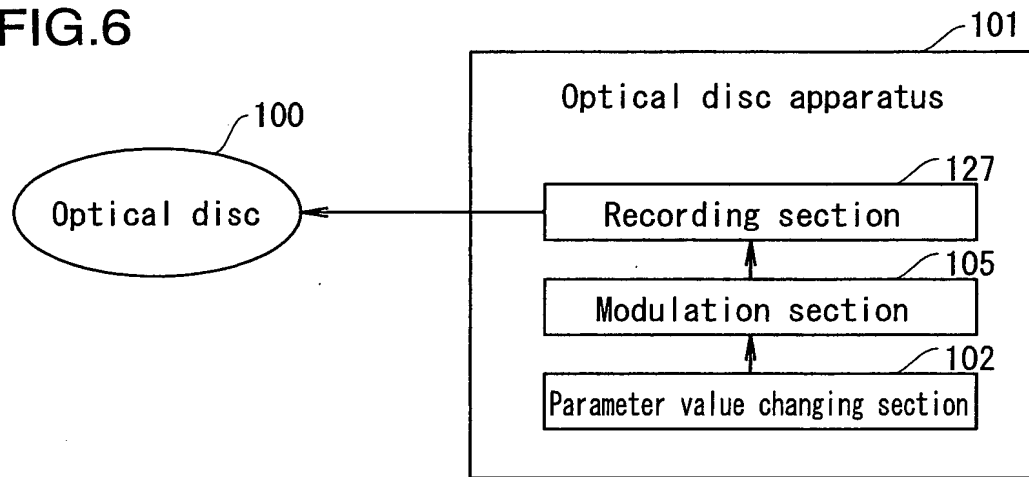 FIG.6
101
Optical disc apparatus
100
Optical disc
127
Recording section
105
Modulation section
102
Parameter value changing section